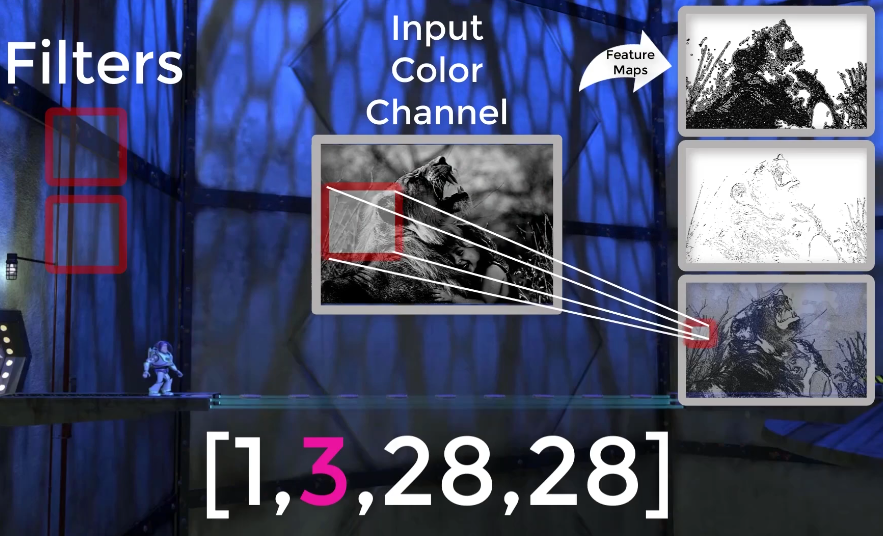 Filters
Input
Color
Channel
Feature
Maps
[1,3,28,28]